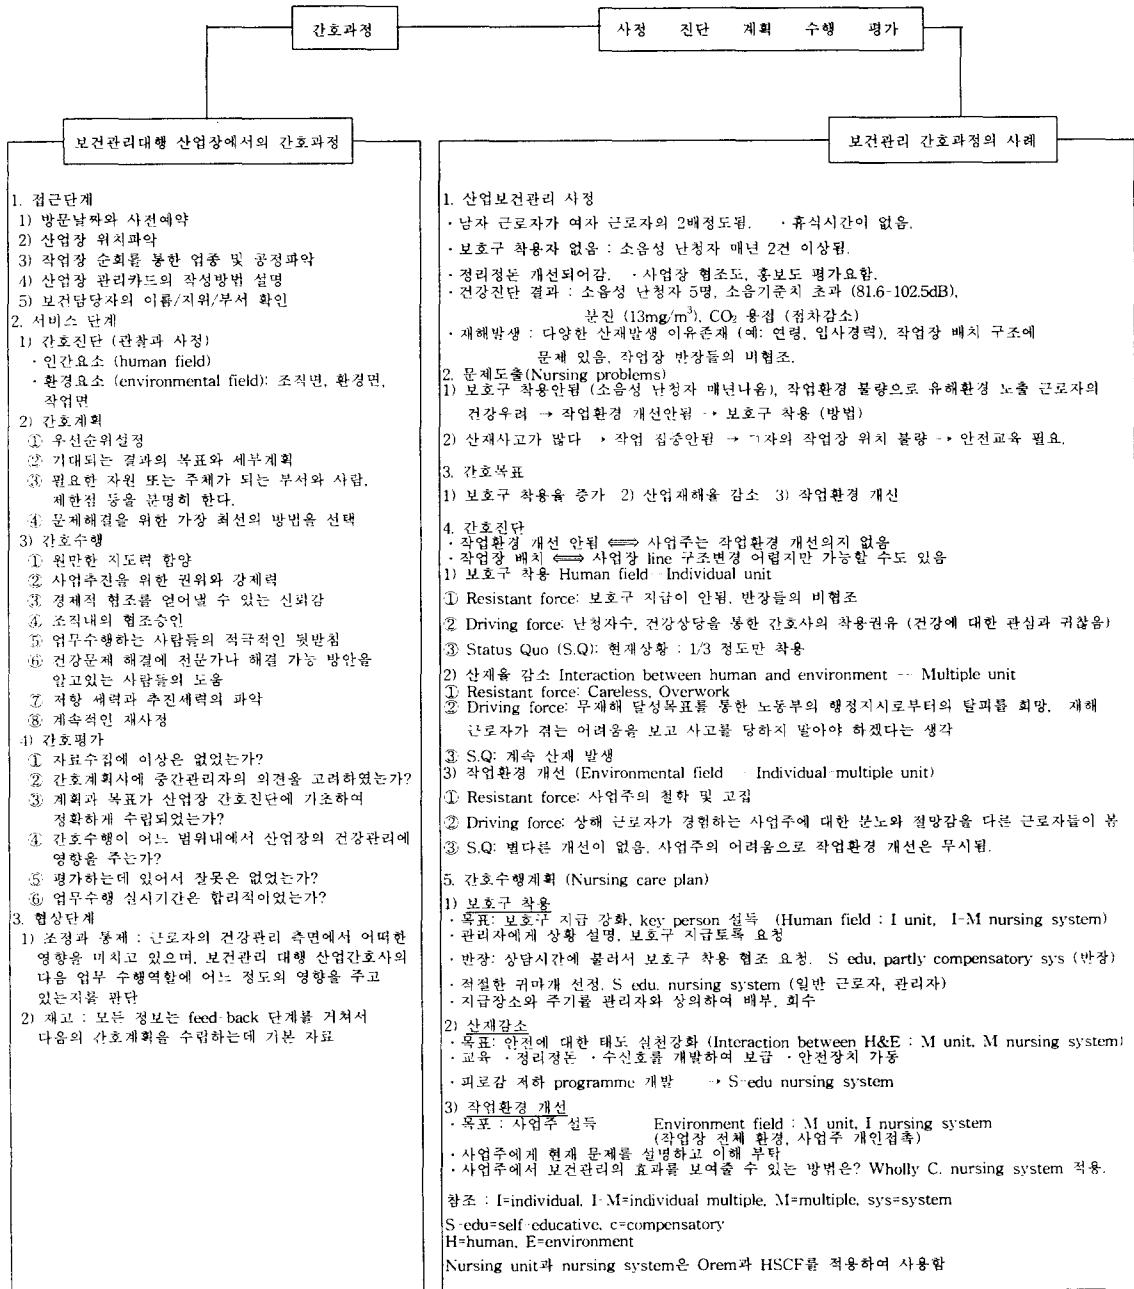 간호과정
사정 진단 계획 수행 평가
보건관리대행 산업장에서의 간호과정
1. 접근단계
1) 방문날짜와 사전예약
2) 산업장 위치파악
3) 작업장 순회를 통한 업종 및 공정파악
4) 산업장 관리카드의 작성방법 설명
5) 보건담당자의 이름/지위/부서 확인
2. 서비스 단계
1) 간호진단 (관찰과 사정)
· 인간요소 (human field)
· 환경요소 (environmental field): 조직면, 환경면,
작업면
2) 간호계획
① 우선순위설정
② 기대되는 결과의 목표와 세부계획
③ 필요한 자원 또는 주체가 되는 부서와 사람,
제한점 등을 분명히 한다.
④ 문제해결을 위한 가장 최선의 방법을 선택
3) 간호수행
① 원만한 지도력 함양
② 사업추진을 위한 권위와 강제력
③ 경제적 협조를 얻어낼 수 있는 신뢰감
④ 조직내의 협조승인
⑤ 업무수행하는 사람들의 적극적인 뒷받침
⑥ 건강문제 해결에 전문가나 해결 가능 방안을
알고있는 사람들의 도움
⑦ 저항 세력과 추진세력의 파악
⑧ 계속적인 재사정
4) 간호평가
① 자료수집에 이상은 없었는가?
② 간호계획시에 중간관리자의 의견을 고려하였는가?
③ 계획과 목표가 산업장 간호진단에 기초하여
정확하게 수립되었는가?
④ 간호수행이 어느 범위내에서 산업장의 건강관리에
영향을 주는가?
⑤ 평가하는데 있어서 잘못은 없었는가?
⑥ 업무수행 실시기간은 합리적이었는가?
3. 협상단계
1) 조정과 통제 : 근로자의 건강관리 측면에서 어떠한
영향을 미치고 있으며, 보건관리 대행 산업간호사의
다음 업무 수행역할에 어느 정도의 영향을 주고
있는지를 판단
2) 재고 : 모든 정보는 feed-back 단계를 거쳐서
다음의 간호계획을 수립하는데 기본 자료
보건관리 간호과정의 사례
1. 산업보건관리 사정
· 남자 근로자가 여자 근로자의 2배정도됨. · 휴식시간이 없음.
· 보호구 착용자 없음 : 소음성 난청자 매년 2건 이상됨.
· 정리정돈 개선되어감. · 사업장 협조도, 홍보도 평가요함.
· 건강진단 결과 : 소음성 난청자 5명, 소음기준치 초과 (81.6-102.5dB),
분진 (13mg/m³), CO₂ 용접 (점차감소)
· 재해발생 : 다양한 산재발생 이유존재 (예: 연령, 입사경력), 작업장 배치 구조에
문제 있음, 작업장 반장들의 비협조.
2. 문제도출(Nursing problems)
1) 보호구 착용안됨 (소음성 난청자 매년나옴), 작업환경 불량으로 유해환경 노출 근로자의
건강우려 → 작업환경 개선안됨 → 보호구 착용 (방법)
2) 산재사고가 많다 → 작업 집중안됨 → 자의 작업장 위치 불량 → 안전교육 필요.
3. 간호목표
1) 보호구 착용율 증가 2) 산업재해율 감소 3) 작업환경 개선
4. 간호진단
· 작업환경 개선 안됨 ⟺ 사업주는 작업환경 개선의지 없음
· 작업장 배치 ⟺ 사업장 line 구조변경 어렵지만 가능할 수도 있음
1) 보호구 착용 Human field - Individual unit
① Resistant force: 보호구 지급이 안됨, 반장들의 비협조
② Driving force: 난청자수, 건강상담을 통한 간호사의 착용권유 (건강에 대한 관심과 귀찮음)
③ Status Quo (S.Q): 현재상황 : 1/3 정도만 착용
2) 산재율 감소 Interaction between human and environment -- Multiple unit
① Resistant force: Careless, Overwork
② Driving force: 무재해 달성목표를 통한 노동부의 행정지시로부터의 탈피를 희망, 재해
근로자가 겪는 어려움을 보고 사고를 당하지 말아야 하겠다는 생각
③ S.Q: 계속 산재 발생
3) 작업환경 개선 (Environmental field - Individual-multiple unit)
① Resistant force: 사업주의 철학 및 고집
② Driving force: 상해 근로자가 경험하는 사업주에 대한 분노와 절망감을 다른 근로자들이 봄
③ S.Q: 별다른 개선이 없음, 사업주의 어려움으로 작업환경 개선은 무시됨.
5. 간호수행계획 (Nursing care plan)
1) 보호구 착용
· 목표: 보호구 지급 강화, key person 설득 (Human field : I unit, I-M nursing system)
· 관리자에게 상황 설명, 보호구 지급토록 요청
· 반장: 상담시간에 불러서 보호구 착용 협조 요청. S edu, partly compensatory sys (반장)
· 적절한 귀마개 선정, S edu. nursing system (일반 근로자, 관리자)
· 지급장소와 주기를 관리자와 상의하여 배부, 회수
2) 산재감소
· 목표: 안전에 대한 태도 실천강화 (Interaction between H&E : M unit, M nursing system)
· 교육 · 정리정돈 · 수신호를 개발하여 보급 · 안전장치 가동
· 피로감 저하 programme 개발 → S-edu nursing system
3) 작업환경 개선
· 목표 : 사업주 설득 Environment field : M unit, I nursing system
(작업장 전체 환경, 사업주 개인접촉)
· 사업주에게 현재 문제를 설명하고 이해 부탁
· 사업주에서 보건관리의 효과를 보여줄 수 있는 방법은? Wholly C. nursing system 적용.
참조 : I=individual, I-M=individual multiple, M=multiple, sys=system
S-edu=self-educative, c=compensatory
H=human, E=environment
Nursing unit과 nursing system은 Orem과 HSCF를 적용하여 사용함